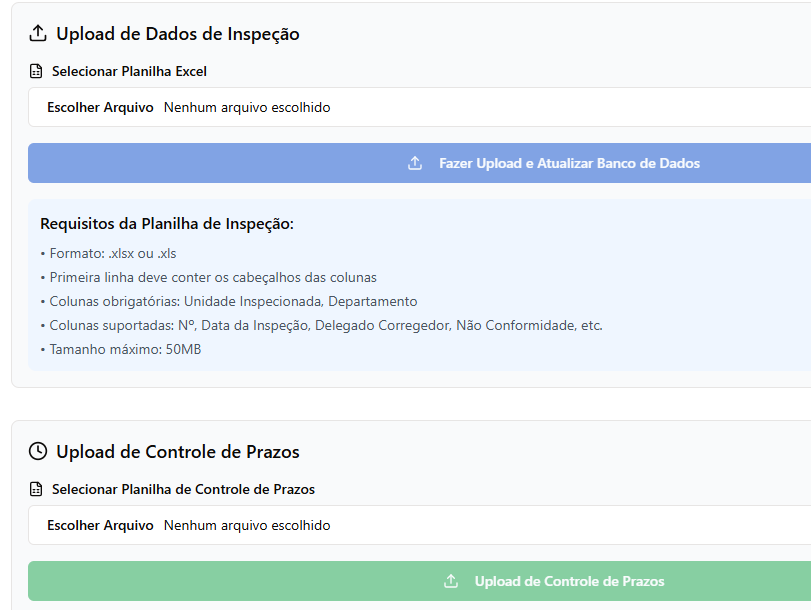 Upload de Dados de Inspeção
Selecionar Planilha Excel
Escolher Arquivo Nenhum arquivo escolhido
Fazer Upload e Atualizar Banco de Dados
Requisitos da Planilha de Inspeção:
• Formato: .xlsx ou .xls
• Primeira linha deve conter os cabeçalhos das colunas
• Colunas obrigatórias: Unidade Inspecionada, Departamento
• Colunas suportadas: Nº, Data da Inspeção, Delegado Corregedor, Não Conformidade, etc.
• Tamanho máximo: 50MB
Upload de Controle de Prazos
Selecionar Planilha de Controle de Prazos
Escolher Arquivo Nenhum arquivo escolhido
Upload de Controle de Prazos